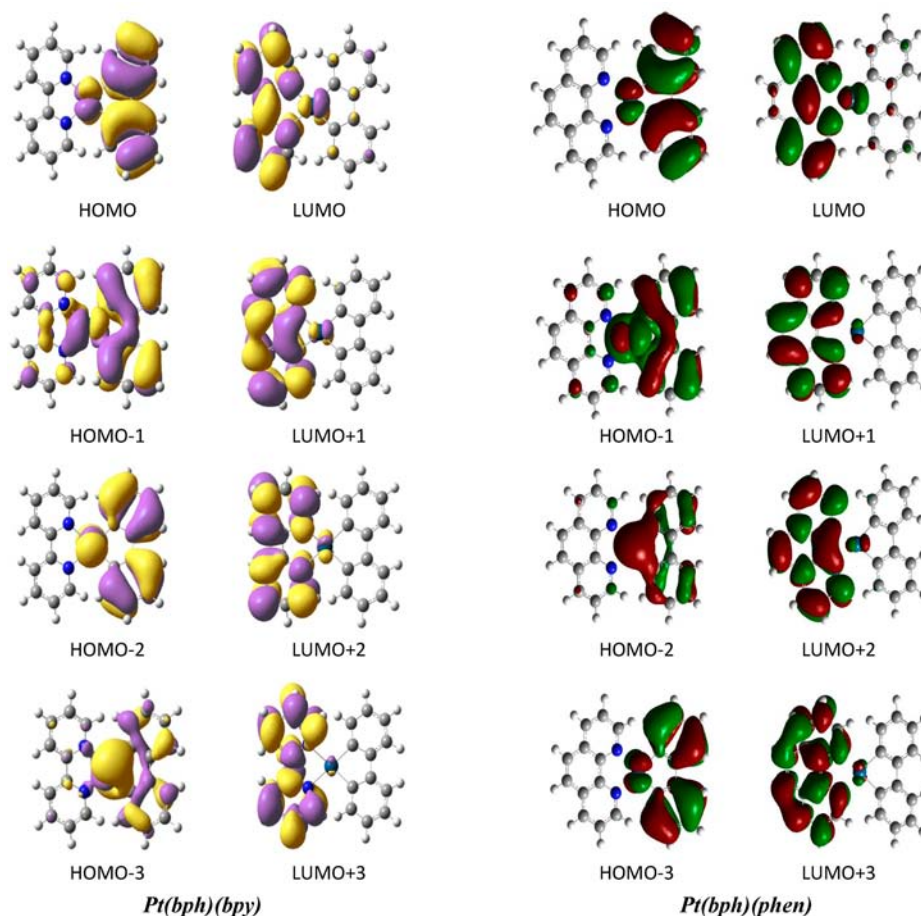 HOMO LUMO HOMO LUMO
HOMO-1 LUMO+1 HOMO-1 LUMO+1
HOMO-2 LUMO+2 HOMO-2 LUMO+2
HOMO-3 LUMO+3 HOMO-3 LUMO+3
Pt(bph)(bpy) Pt(bph)(phen)